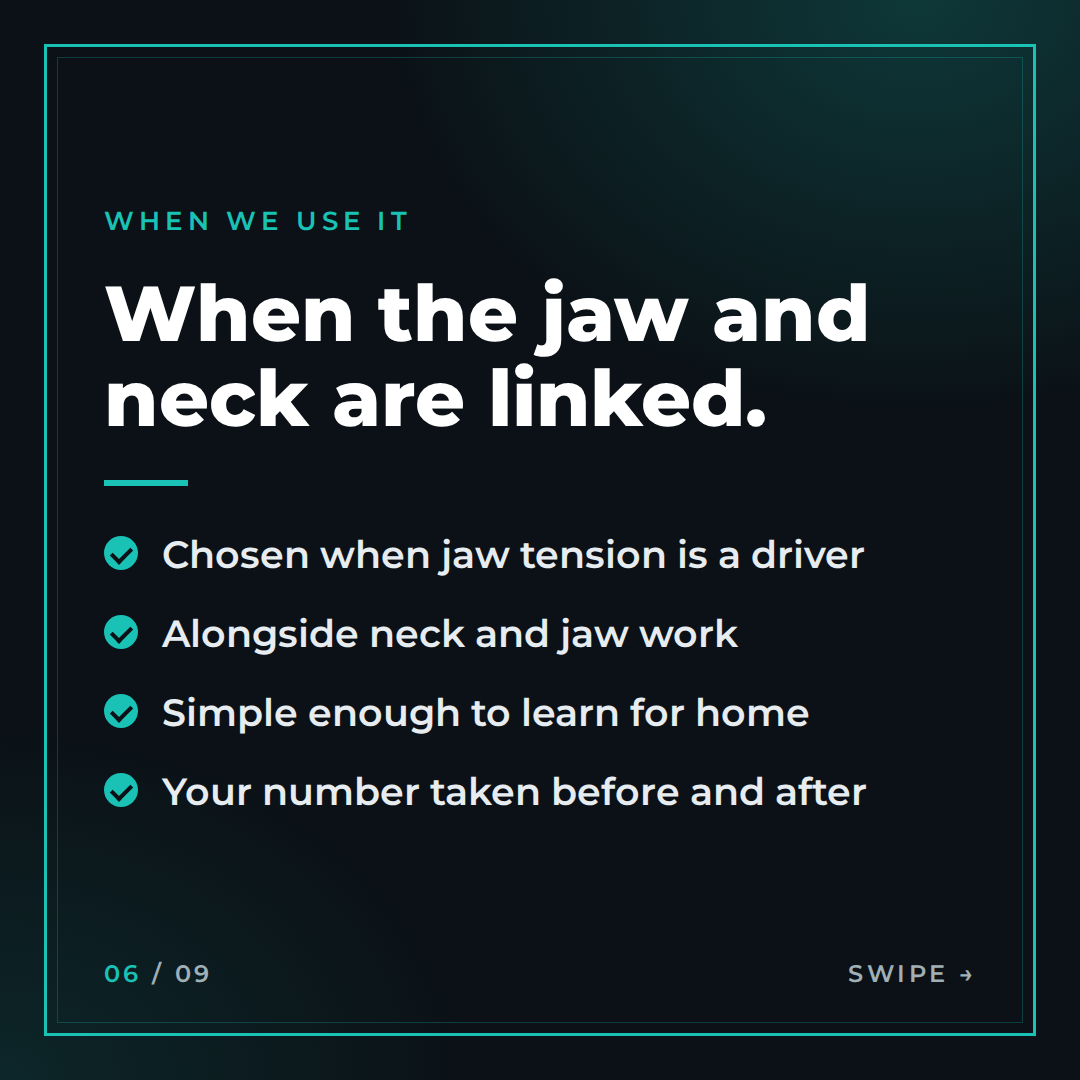 WHEN WE USE IT
When the jaw and
neck are linked.
Chosen when jaw tension is a driver
Alongside neck and jaw work
Simple enough to learn for home
Your number taken before and after
06 / 09
SWIPE →